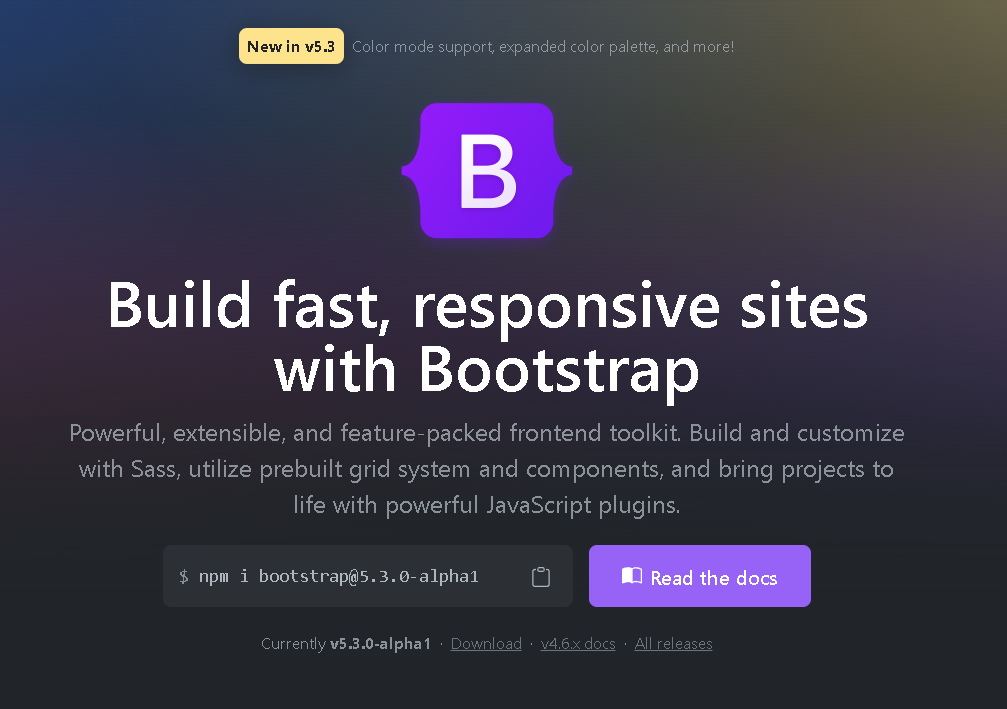 New in v5.3 Color mode support, expanded color palette, and more!
B
Build fast, responsive sites
with Bootstrap
Powerful, extensible, and feature-packed frontend toolkit. Build and customize
with Sass, utilize prebuilt grid system and components, and bring projects to
life with powerful JavaScript plugins.
$ npm i bootstrap@5.3.0-alpha1 Read the docs
Currently v5.3.0-alpha1 · Download · v4.6.x docs · All releases